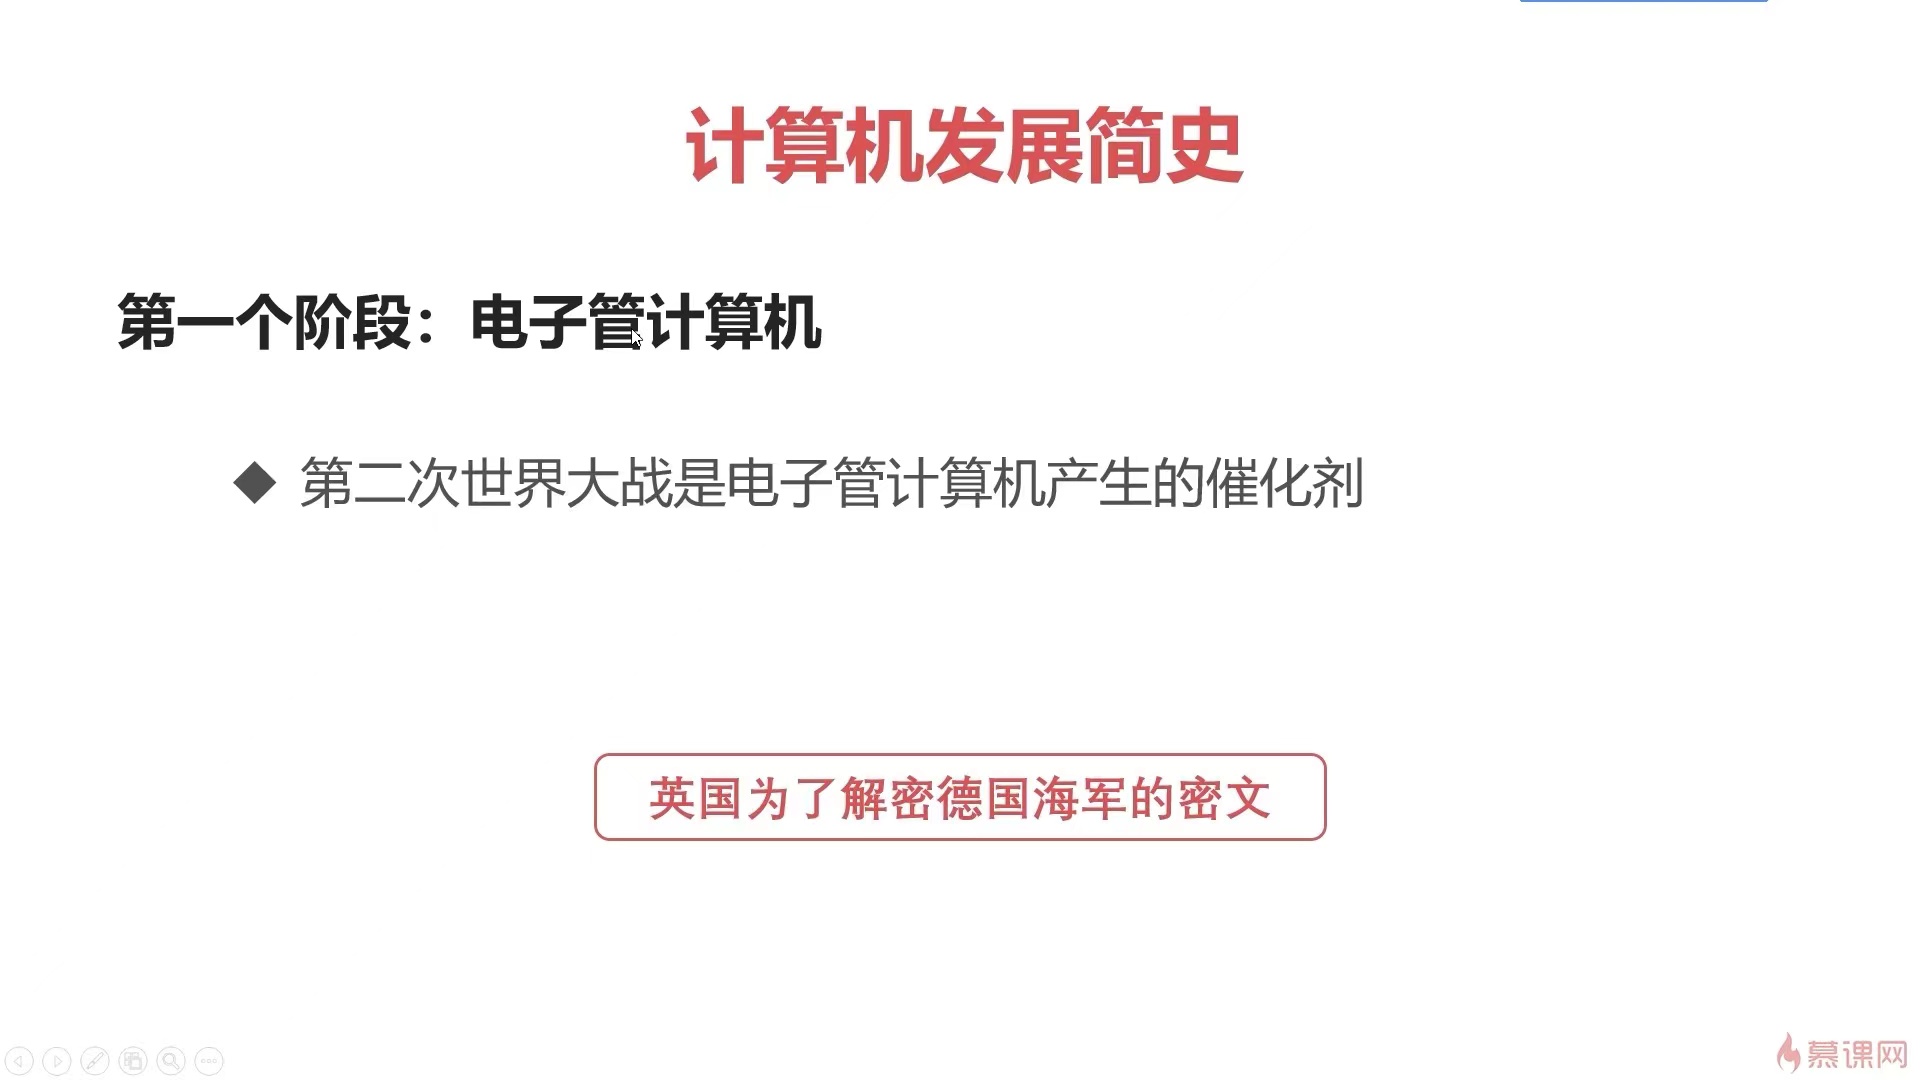 计算机发展简史
第一个阶段：电子管计算机
◆ 第二次世界大战是电子管计算机产生的催化剂
英国为了解密德国海军的密文
慕课网